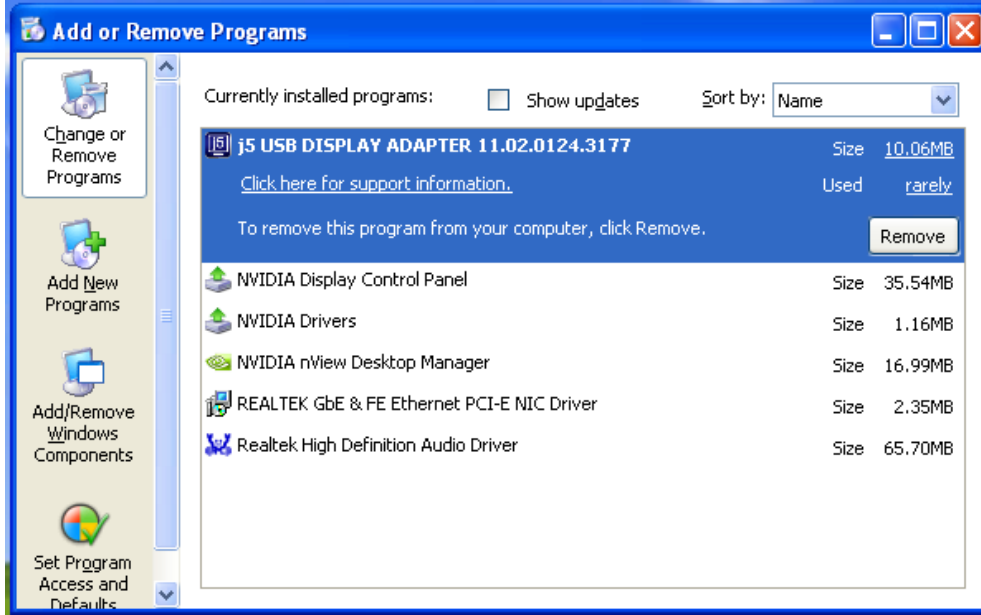 Add or Remove Programs
Change or
Remove
Programs
Add New
Programs
Add/Remove
Windows
Components
Set Program
Access and
Defaults
Currently installed programs:
Show updates
Sort by: Name
j5 USB DISPLAY ADAPTER 11.02.0124.3177 Size 10.06MB
Click here for support information. Used rarely
To remove this program from your computer, click Remove. Remove
NVIDIA Display Control Panel Size 35.54MB
NVIDIA Drivers Size 1.16MB
NVIDIA nView Desktop Manager Size 16.99MB
REALTEK GbE & FE Ethernet PCI-E NIC Driver Size 2.35MB
Realtek High Definition Audio Driver Size 65.70MB